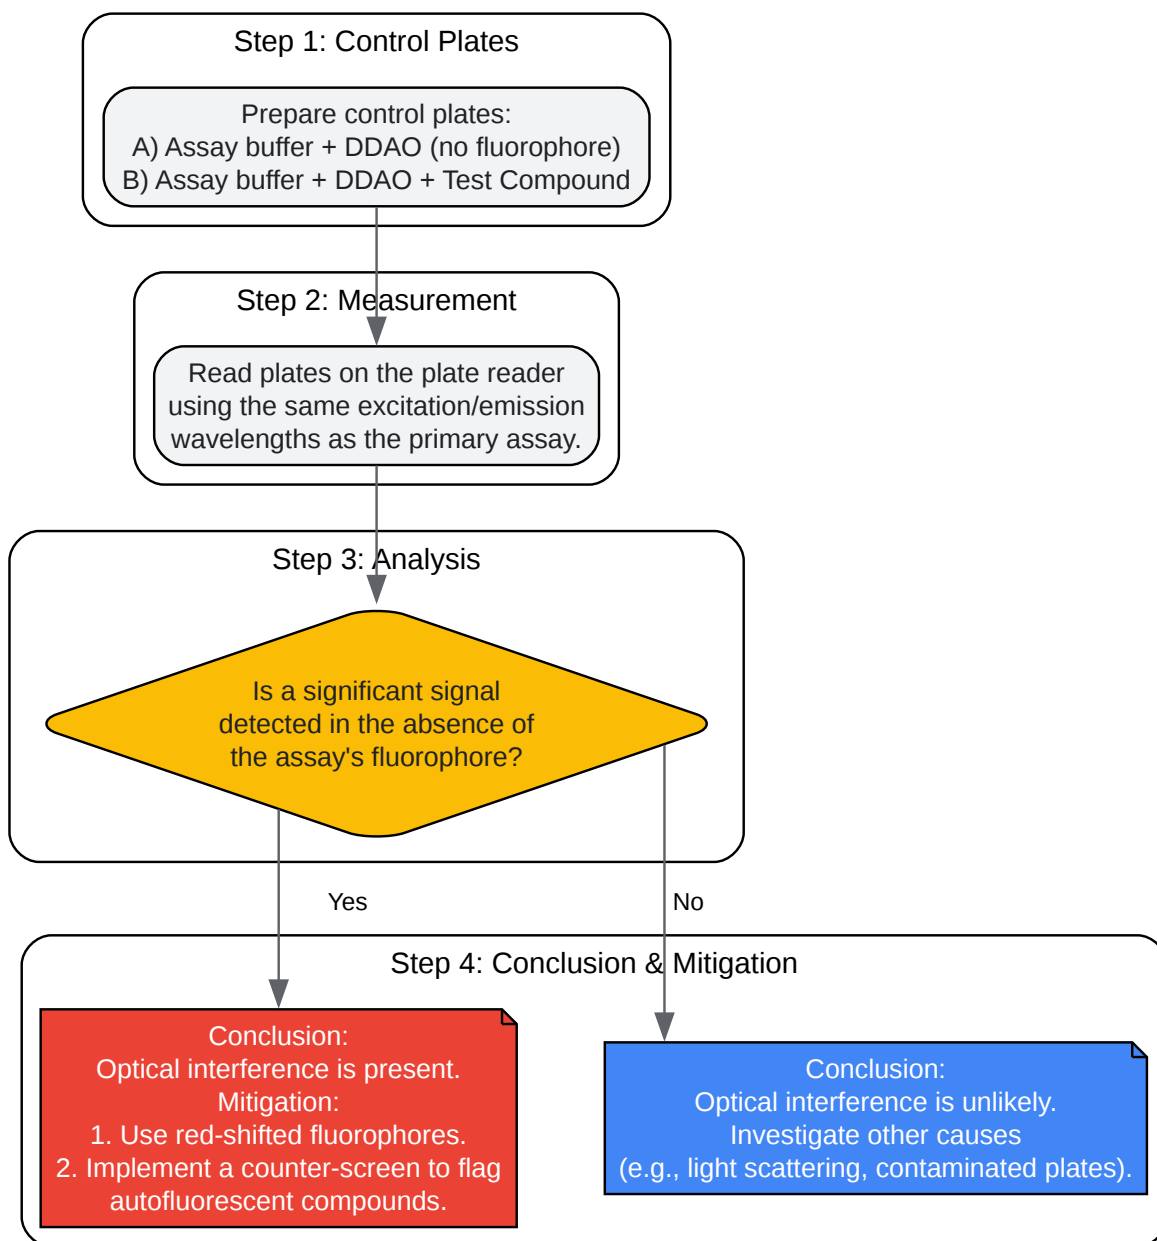 Step 1: Control Plates
Prepare control plates:
A) Assay buffer + DDAO (no fluorophore)
B) Assay buffer + DDAO + Test Compound
Step 2: Measurement
Read plates on the plate reader
using the same excitation/emission
wavelengths as the primary assay.
Step 3: Analysis
Is a significant signal
detected in the absence of
the assay's fluorophore?
Yes
No
Step 4: Conclusion & Mitigation
Conclusion:
Optical interference is present.
Mitigation:
1. Use red-shifted fluorophores.
2. Implement a counter-screen to flag
autofluorescent compounds.
Conclusion:
Optical interference is unlikely.
Investigate other causes
(e.g., light scattering, contaminated plates).